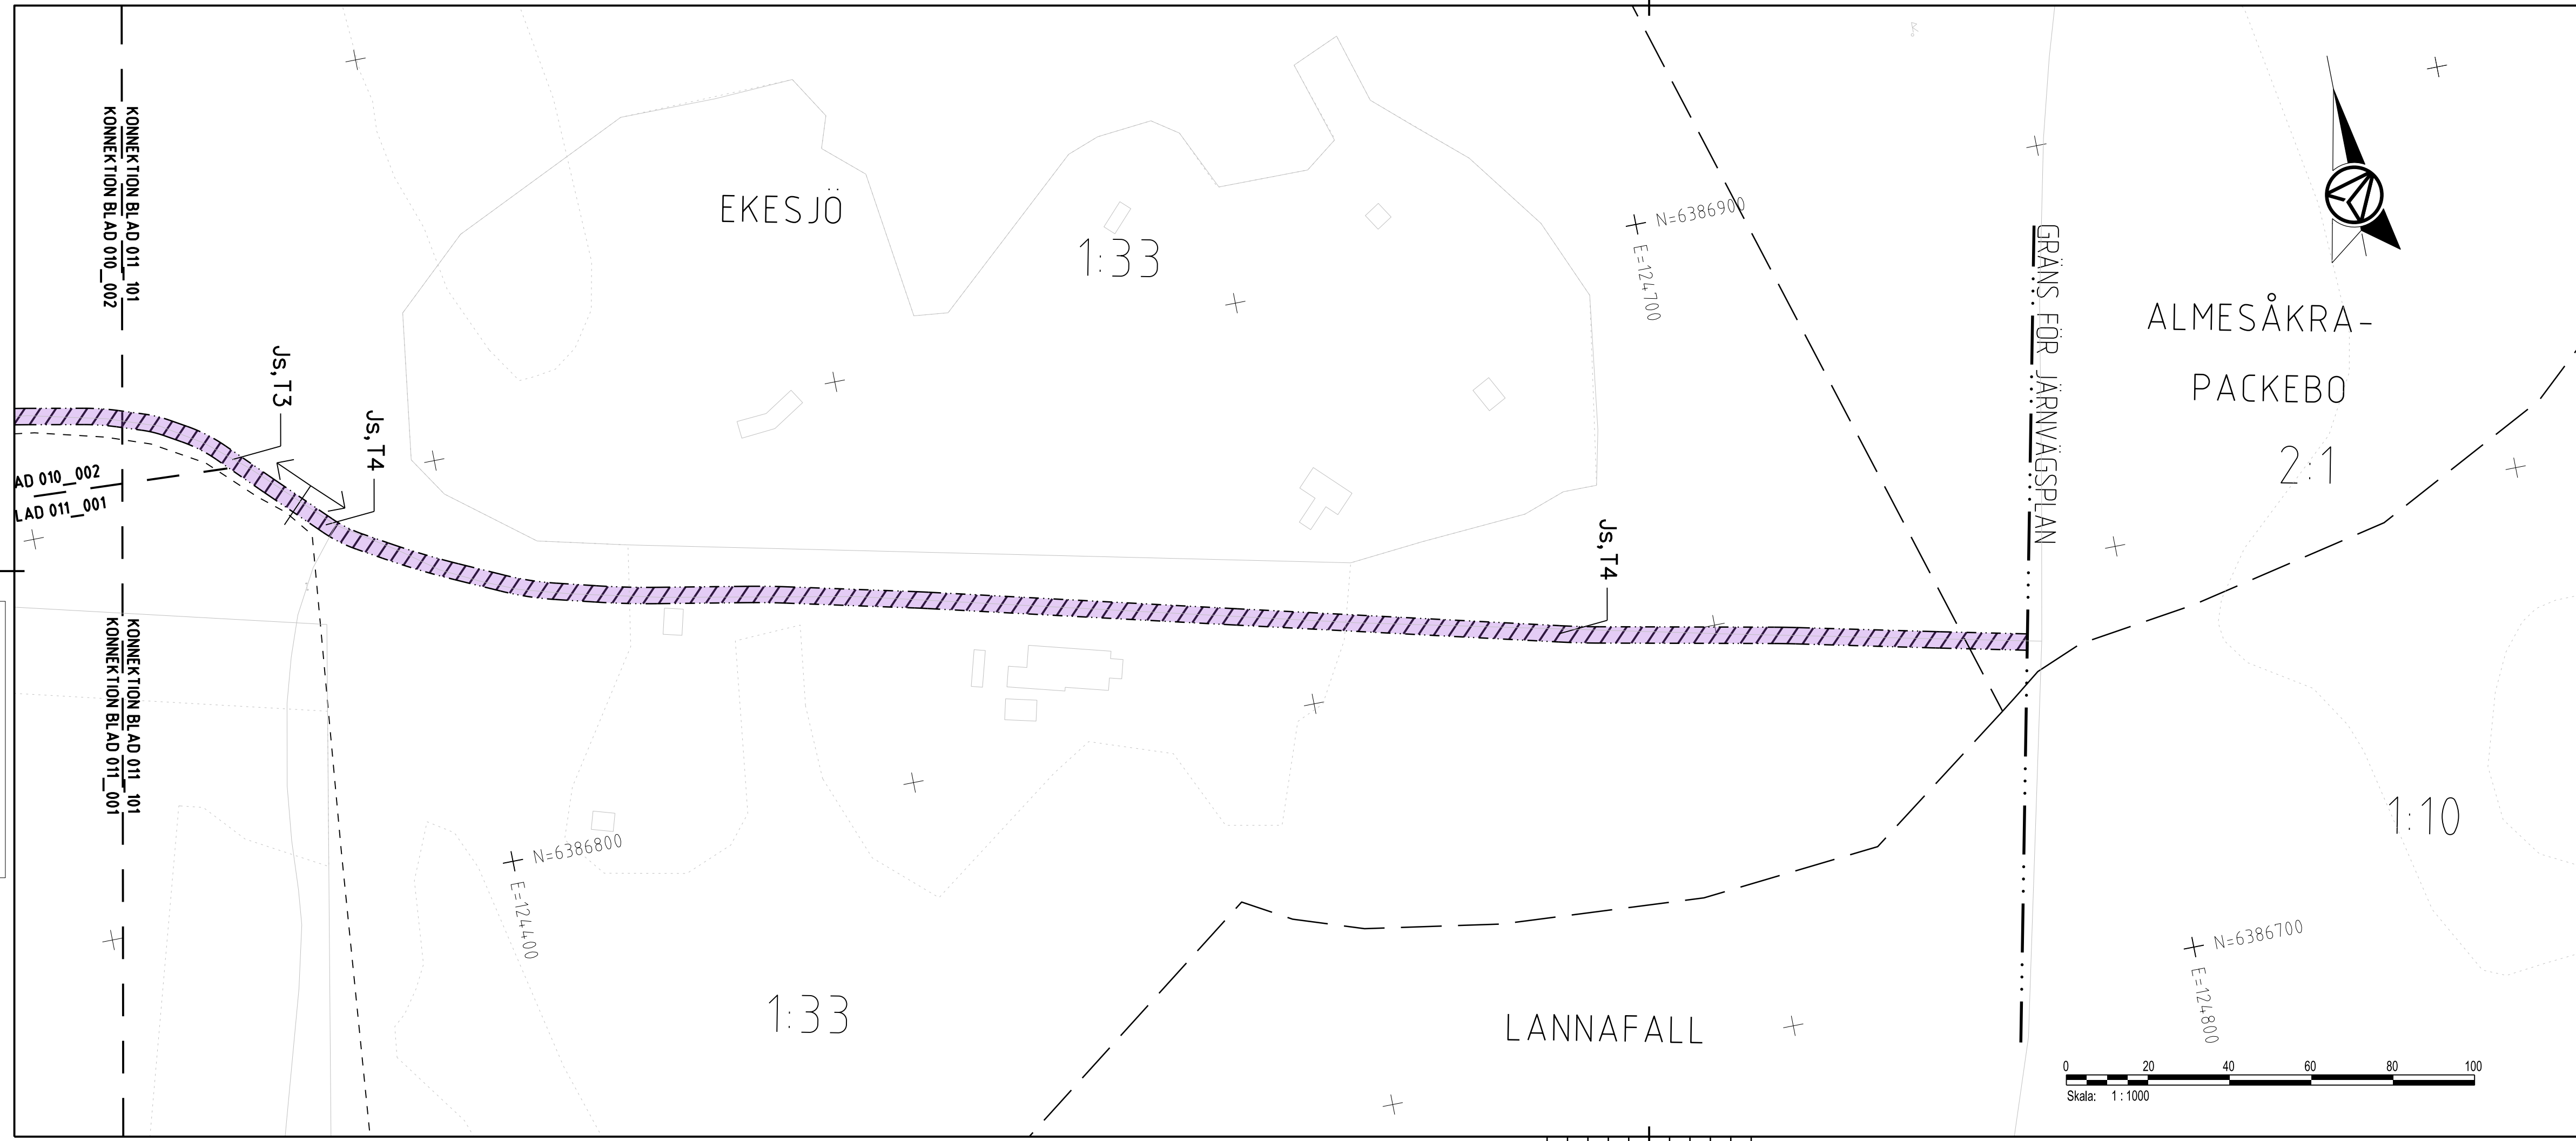 KONNEKTION BLAD 011_101
KONNEKTION BLAD 010_002
EKESJÖ
1:33
N=6386900
E=124700
GRÄNS FÖR JÄRNVÄGSPLAN
ALMESÅKRA-
PACKEBO
2:1
Js,T3
Js,T4
AD 010_002
LAD 011_001
Js,T4
KONNEKTION BLAD 011_101
KONNEKTION BLAD 011_001
N=6386800
E=124400
1:33
LANNAFALL
1:10
N=6386700
E=124800
0 20 40 60 80 100
Skala: 1 : 1000